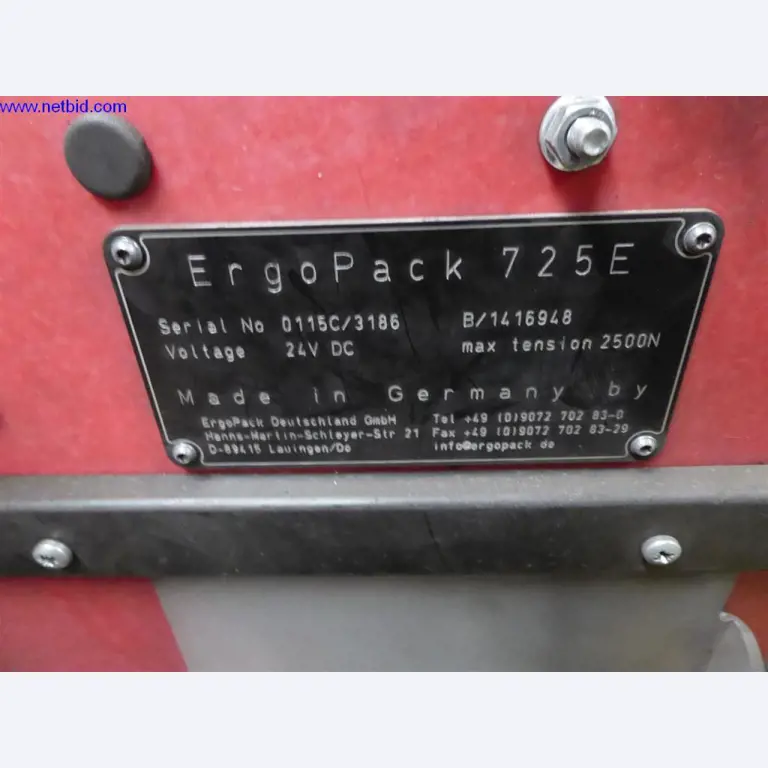 www.netbid.com
ErgoPack 725E
Serial No 0115C/3186 B/1416948
Voltage 24V DC max tension 2500N
Made in Germany by
ErgoPack Deutschland GmbH Tel +49 (0)9072 702 83-0
Hanns-Martin-Schleyer-Str 21 Fax +49 (0)9072 702 83-29
D-89415 Lauingen/Do info@ergopack de